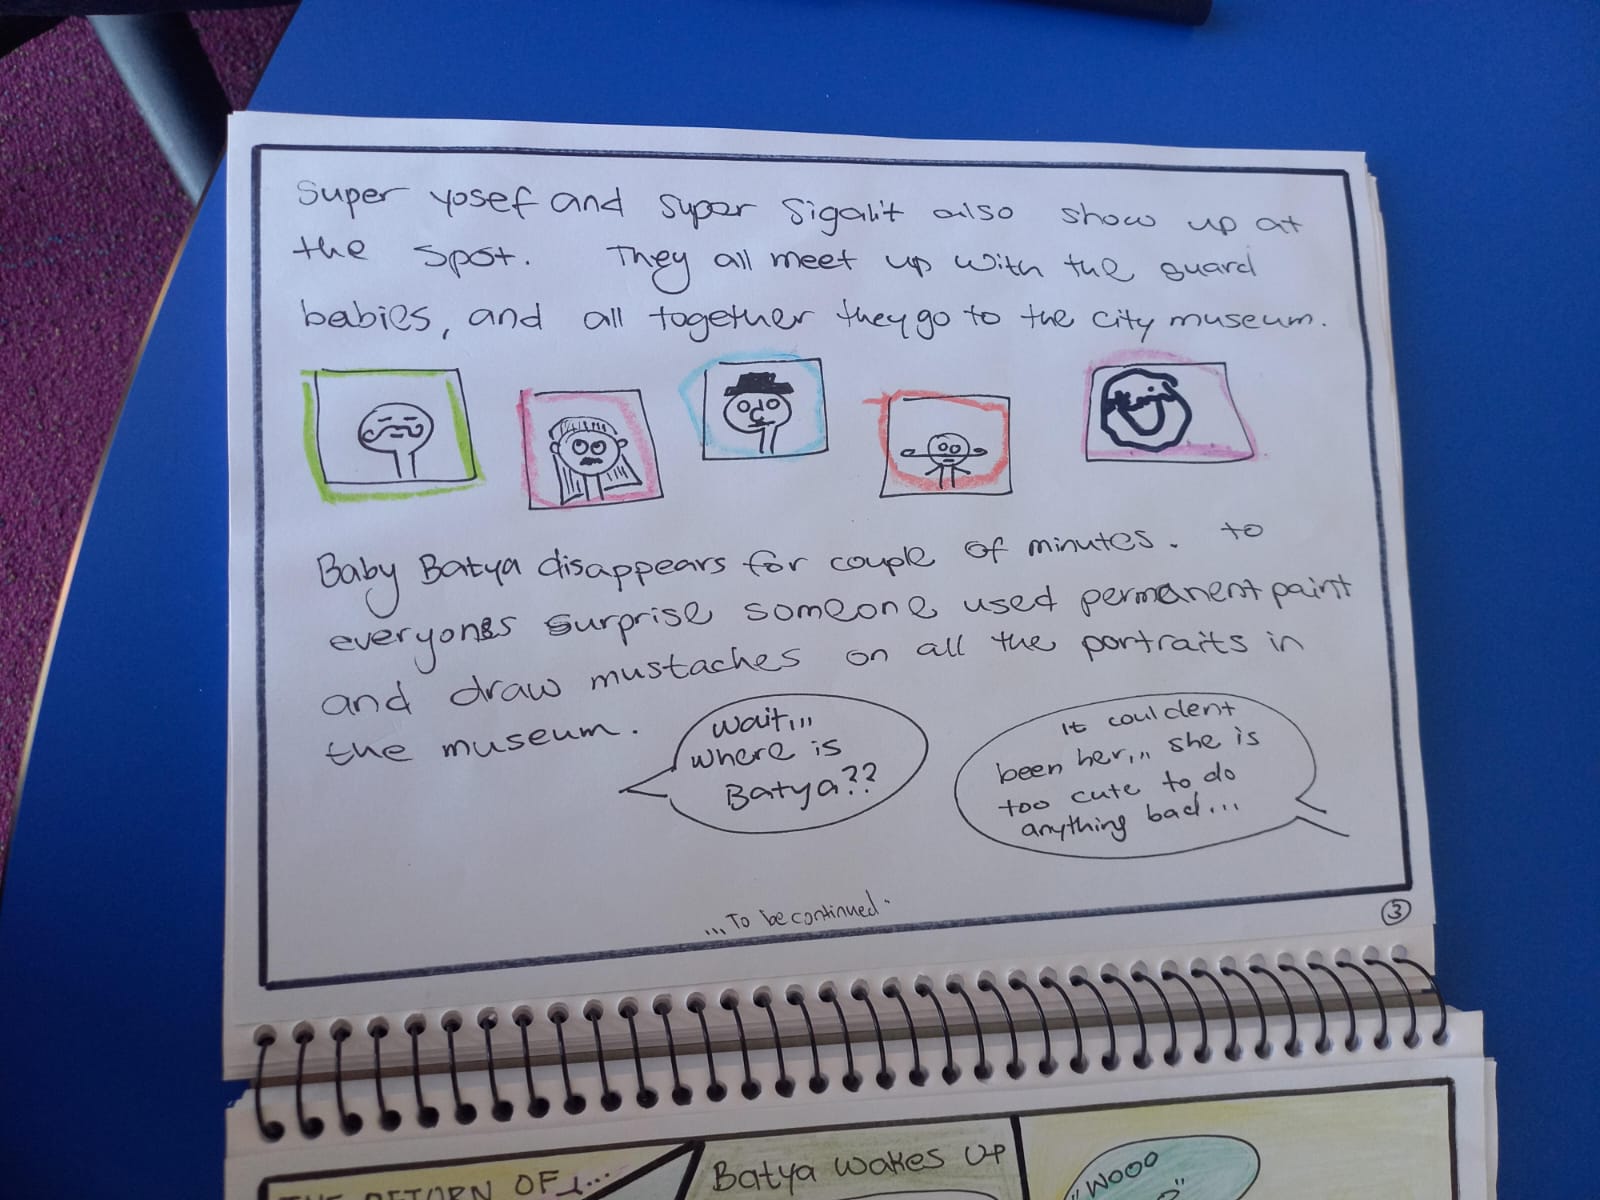 Super Yosef and Super Sigalit also show up at
the spot. They all meet up with the guard
babies, and all together they go to the city museum.
Baby Batya disappears for couple of minutes. to
everyones surprise someone used permanent paint
and draw mustaches on all the portraits in
the museum.
Wait,,,
where is
Batya??
It couldent
been her,,, she is
too cute to do
anything bad...
,,,To be continued"
3
THE RETURN OF
Batya wakes up
"WOOO